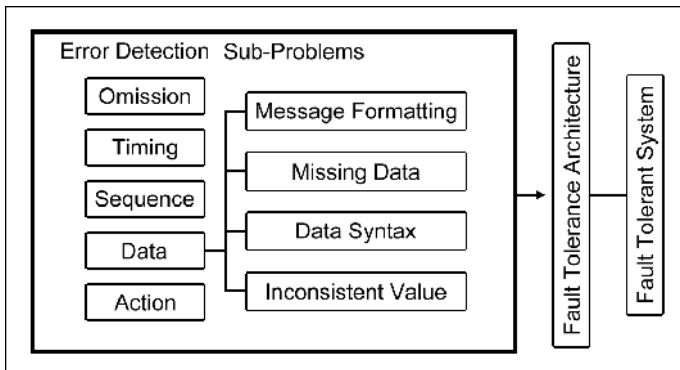 Error Detection Sub-Problems
Omission
Timing
Sequence
Data
Action
Message Formatting
Missing Data
Data Syntax
Inconsistent Value
Fault Tolerance Architecture
Fault Tolerant System